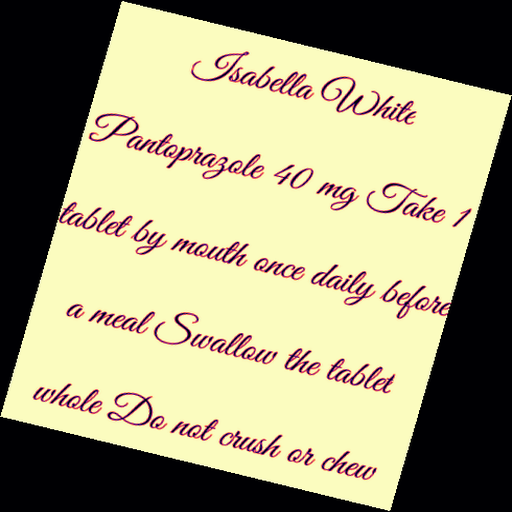 Isabella White
Pantoprazole 40 mg Take 1
tablet by mouth once daily before
a meal Swallow the tablet
whole Do not crush or chew